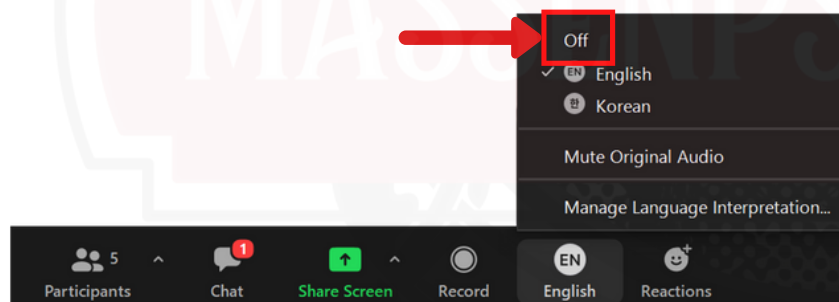 Off
EN English
한 Korean
Mute Original Audio
Manage Language Interpretation...
5
1
EN
Participants
Chat
Share Screen
Record
English
Reactions